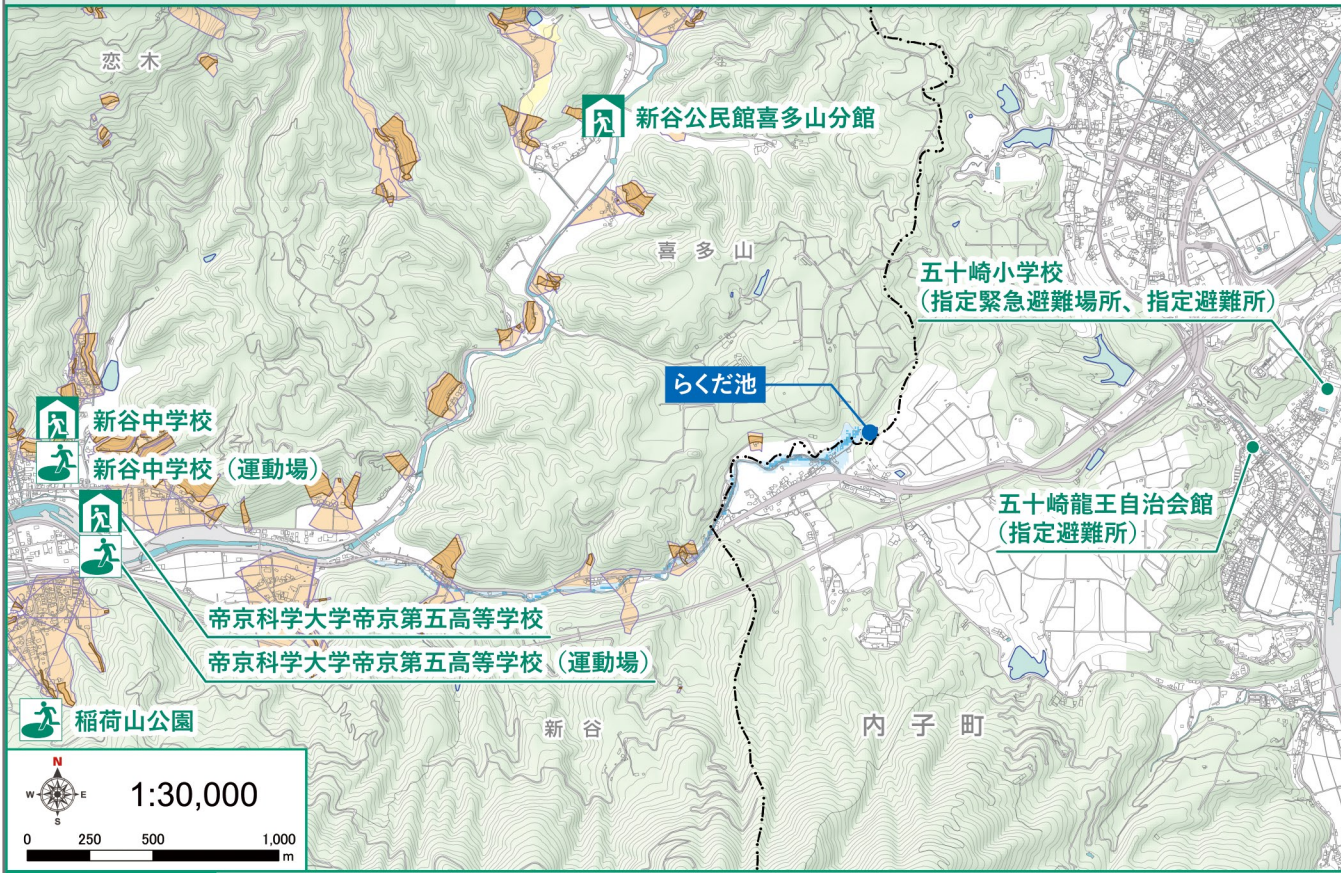 恋木
新谷公民館喜多山分館
喜多山
五十崎小学校
(指定緊急避難場所、指定避難所)
らくだ池
新谷中学校
新谷中学校（運動場）
五十崎龍王自治会館
(指定避難所)
帝京科学大学帝京第五高等学校
帝京科学大学帝京第五高等学校（運動場）
稲荷山公園
新谷
内子町
N
W
E
S
1:30,000
0 250 500 1,000
m